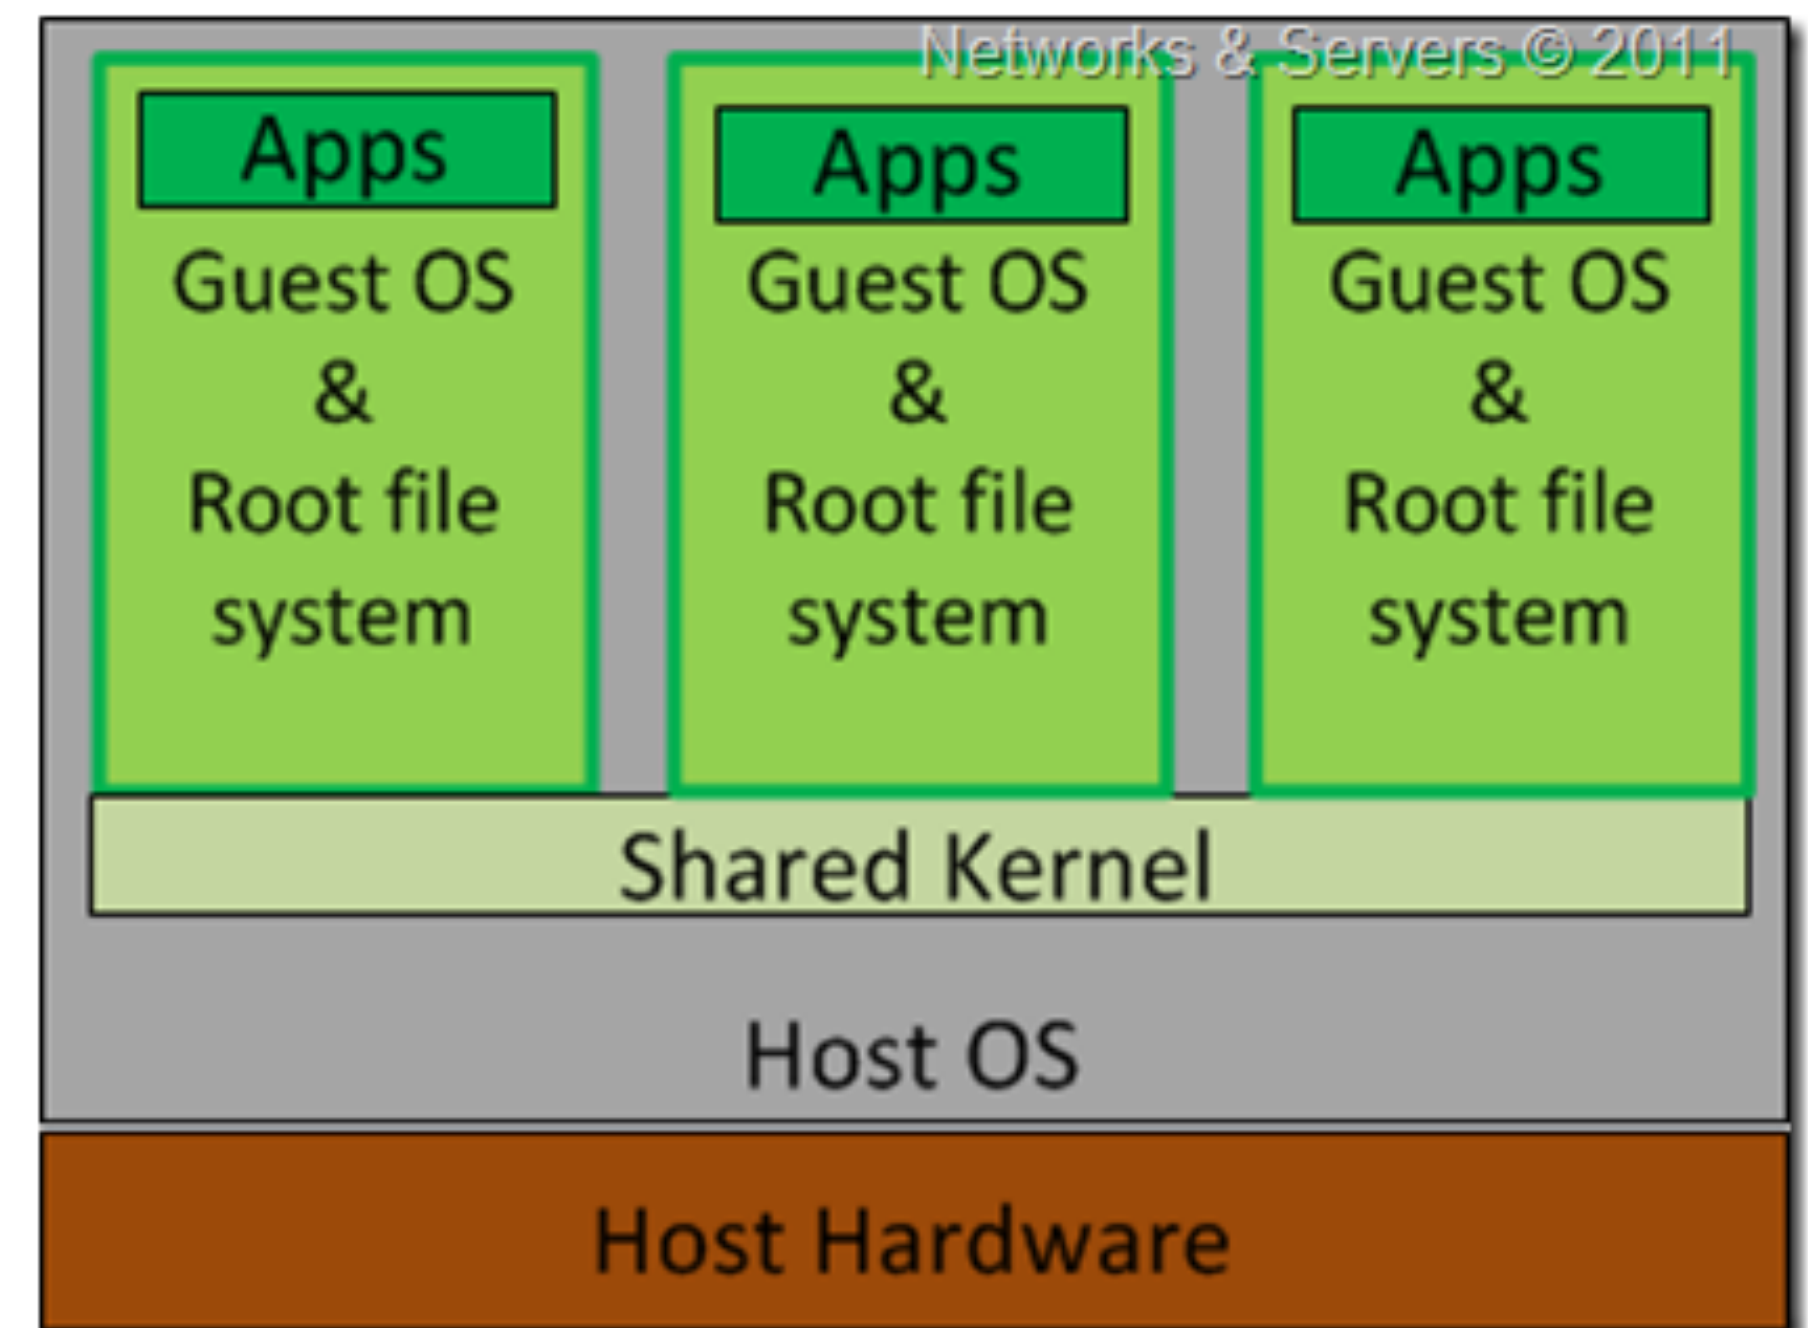 Networks & Servers © 2011
Apps
Guest OS
&
Root file
system
Apps
Guest OS
&
Root file
system
Apps
Guest OS
&
Root file
system
Shared Kernel
Host OS
Host Hardware